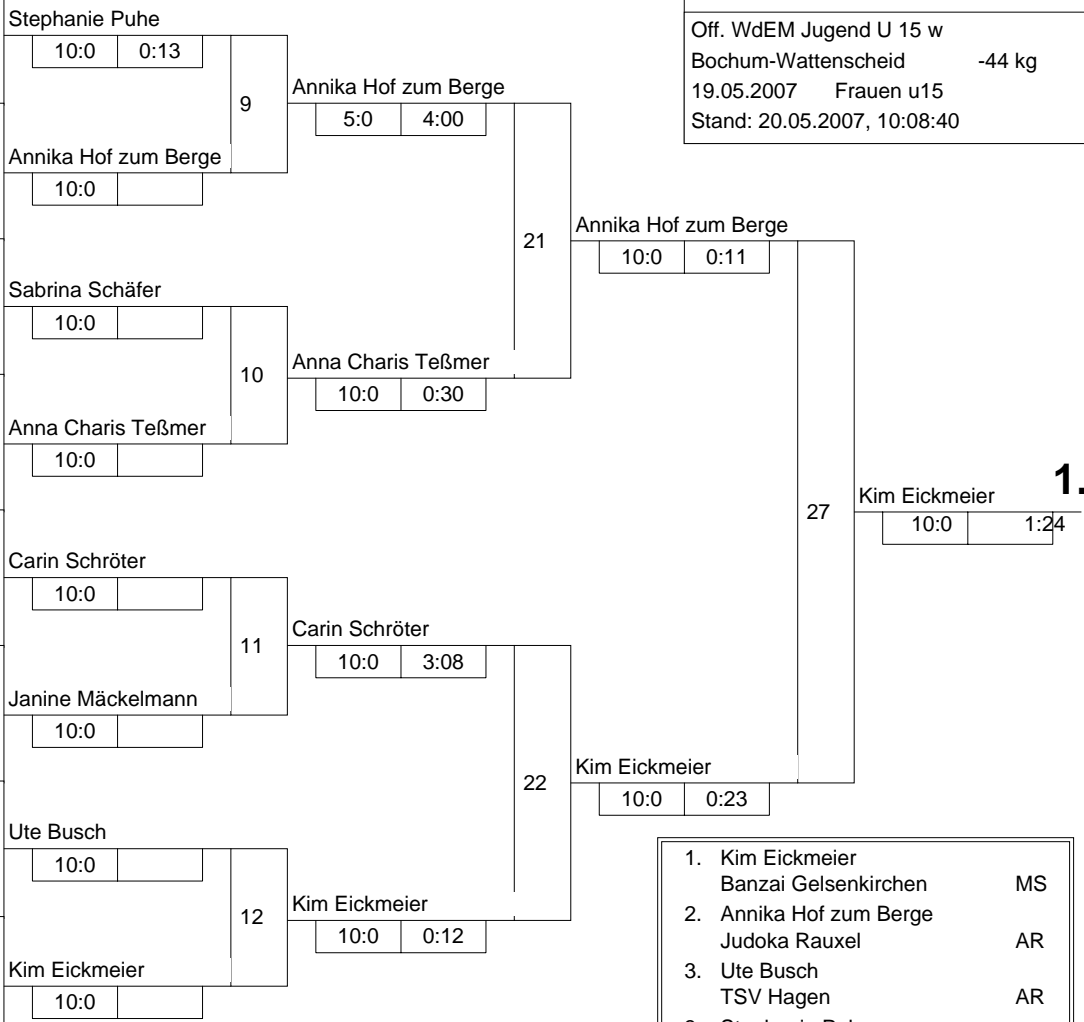 Stephanie Puhe
10:0 0:13
9
Annika Hof zum Berge
10:0
Annika Hof zum Berge
5:0 4:00
Sabrina Schäfer
10:0
10
Anna Charis Teßmer
10:0
Anna Charis Teßmer
10:0 0:30
21
Annika Hof zum Berge
10:0 0:11
Carin Schröter
10:0
11
Janine Mäckelmann
10:0
Carin Schröter
10:0 3:08
Ute Busch
10:0
12
Kim Eickmeier
10:0
Kim Eickmeier
10:0 0:12
22
Kim Eickmeier
10:0 0:23
27
Kim Eickmeier 1.
10:0 1:24
Off. WdEM Jugend U 15 w
Bochum-Wattenscheid -44 kg
19.05.2007 Frauen u15
Stand: 20.05.2007, 10:08:40
1. Kim Eickmeier
Banzai Gelsenkirchen MS
2. Annika Hof zum Berge
Judoka Rauxel AR
3. Ute Busch
TSV Hagen AR